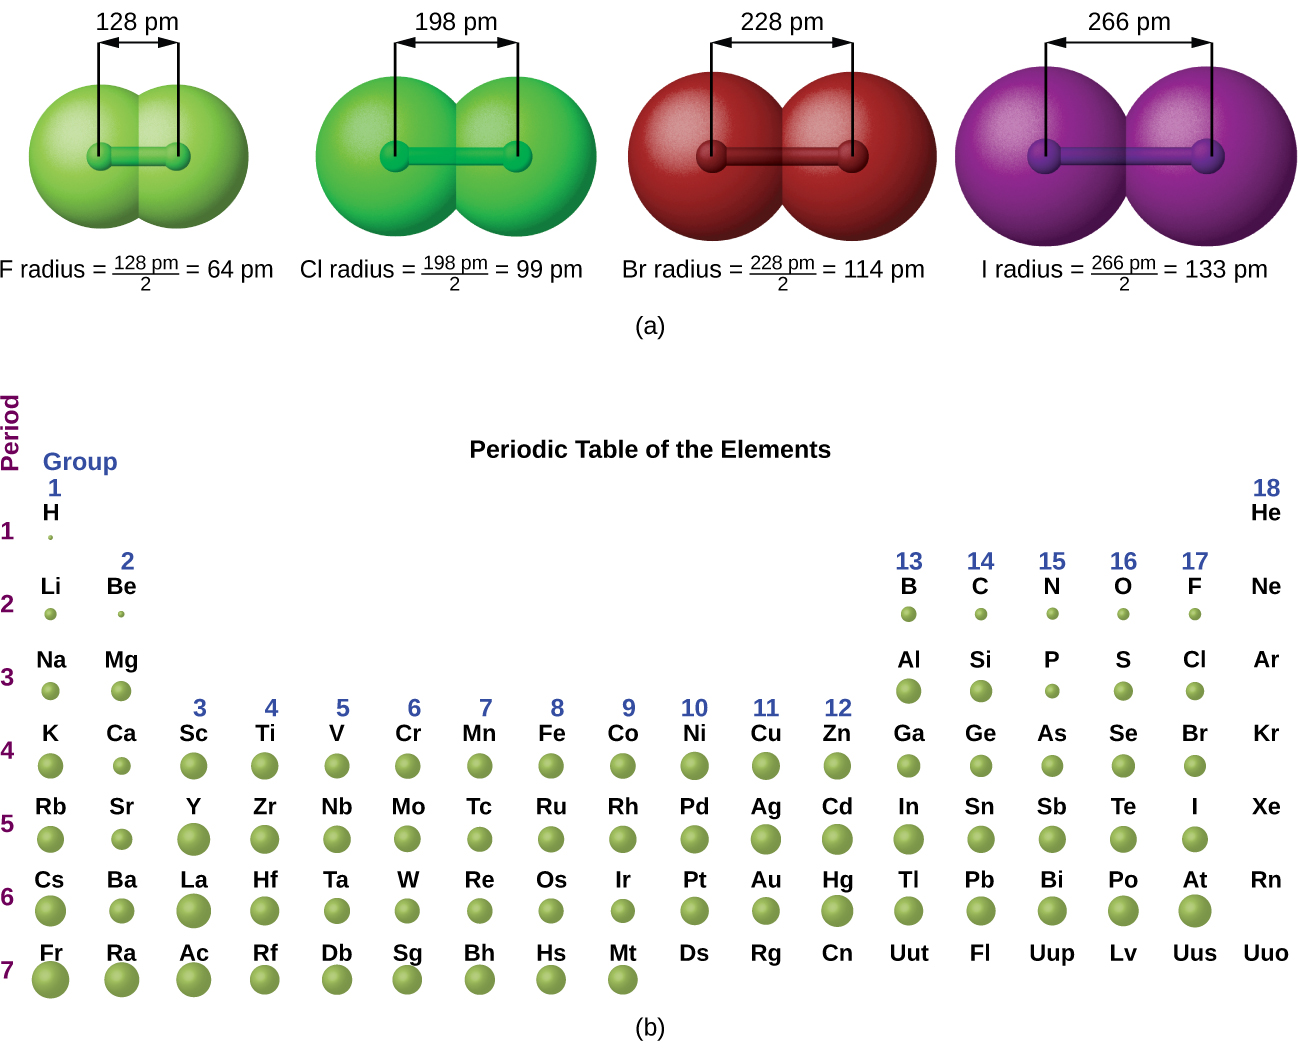 128 pm 198 pm 228 pm 266 pm
F radius = 128 pm/2 = 64 pm Cl radius = 198 pm/2 = 99 pm Br radius = 228 pm/2 = 114 pm I radius = 266 pm/2 = 133 pm
(a)
Period
Periodic Table of the Elements
Group
1 18
H He
1
2 13 14 15 16 17
Li Be B C N O F Ne
2
Na Mg Al Si P S Cl Ar
3
3 4 5 6 7 8 9 10 11 12
K Ca Sc Ti V Cr Mn Fe Co Ni Cu Zn Ga Ge As Se Br Kr
4
Rb Sr Y Zr Nb Mo Tc Ru Rh Pd Ag Cd In Sn Sb Te I Xe
5
Cs Ba La Hf Ta W Re Os Ir Pt Au Hg Tl Pb Bi Po At Rn
6
Fr Ra Ac Rf Db Sg Bh Hs Mt Ds Rg Cn Uut Fl Uup Lv Uus Uuo
7
(b)